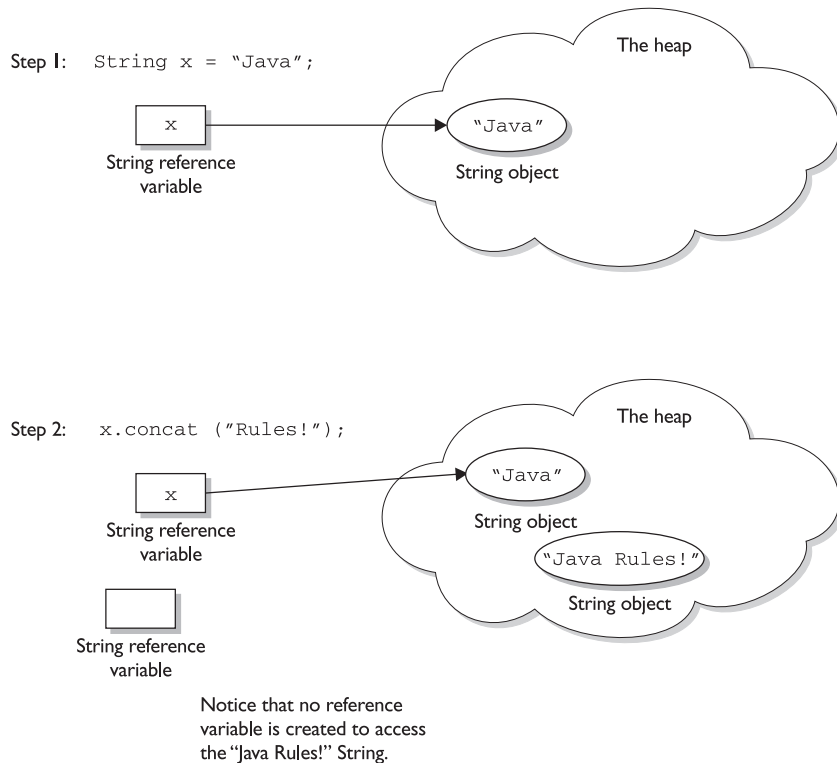 The heap
Step 1: String x = “Java”;
x
“Java”
String reference
variable
String object
The heap
Step 2: x.concat (”Rules!”);
x
“Java”
String reference
variable
String object
“Java Rules!”
String object
String reference
variable
Notice that no reference
variable is created to access
the “Java Rules!” String.